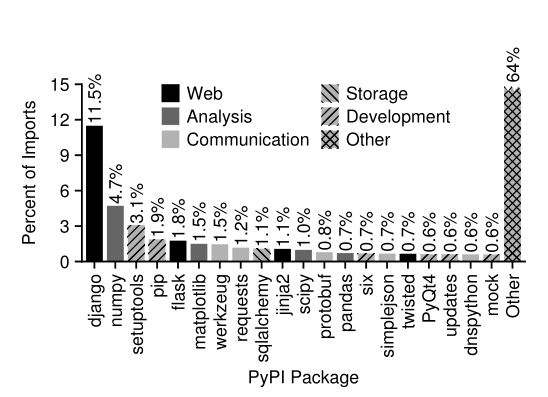 64%
15
12
9
6
3
0
Percent of Imports
Web
Analysis
Communication
Storage
Development
Other
11.5%
4.7%
3.1%
1.9%
1.8%
1.5%
1.5%
1.2%
1.1%
1.1%
1.0%
0.8%
0.7%
0.7%
0.7%
0.7%
0.6%
0.6%
0.6%
0.6%
django
numpy
setuptools
pip
flask
matplotlib
werkzeug
requests
sqlalchemy
jinja2
scipy
protobuf
pandas
six
simplejson
twisted
PyQt4
updates
dnspython
mock
Other
PyPI Package